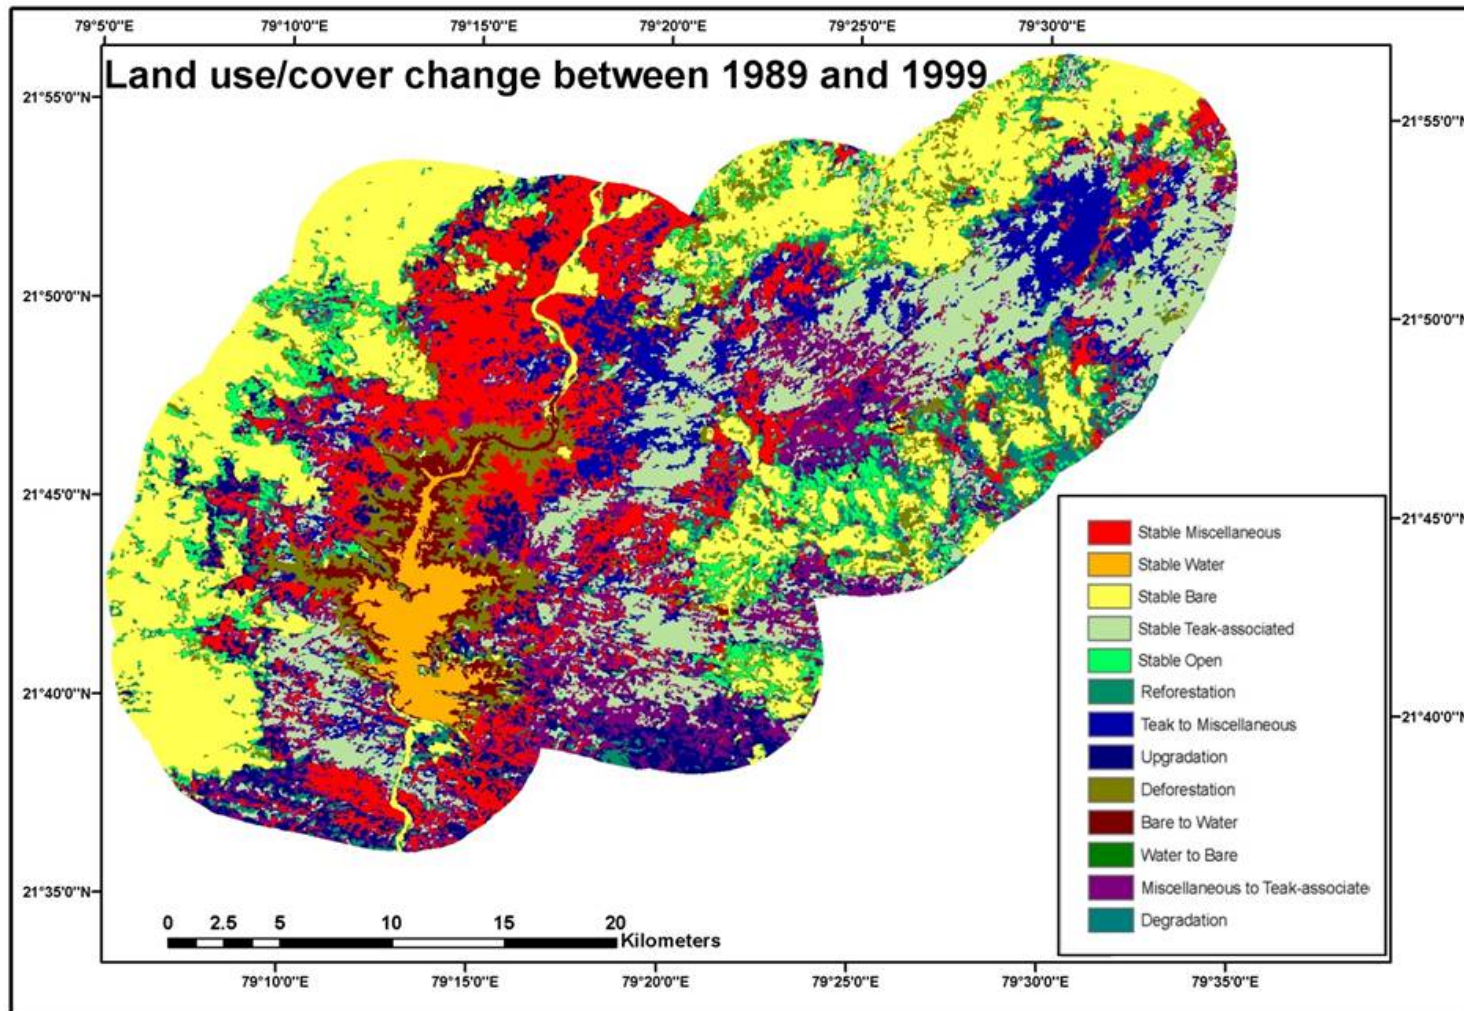 79°5'0"E 79°10'0"E 79°15'0"E 79°20'0"E 79°25'0"E 79°30'0"E
Land use/cover change between 1989 and 1999
21°55'0"N
21°55'0"N
21°50'0"N
21°50'0"N
21°45'0"N
21°45'0"N
21°40'0"N
21°40'0"N
21°35'0"N
Stable Miscellaneous
Stable Water
Stable Bare
Stable Teak-associated
Stable Open
Reforestation
Teak to Miscellaneous
Upgradation
Deforestation
Bare to Water
Water to Bare
Miscellaneous to Teak-associate
Degradation
0 2.5 5 10 15 20
Kilometers
79°10'0"E 79°15'0"E 79°20'0"E 79°25'0"E 79°30'0"E 79°35'0"E